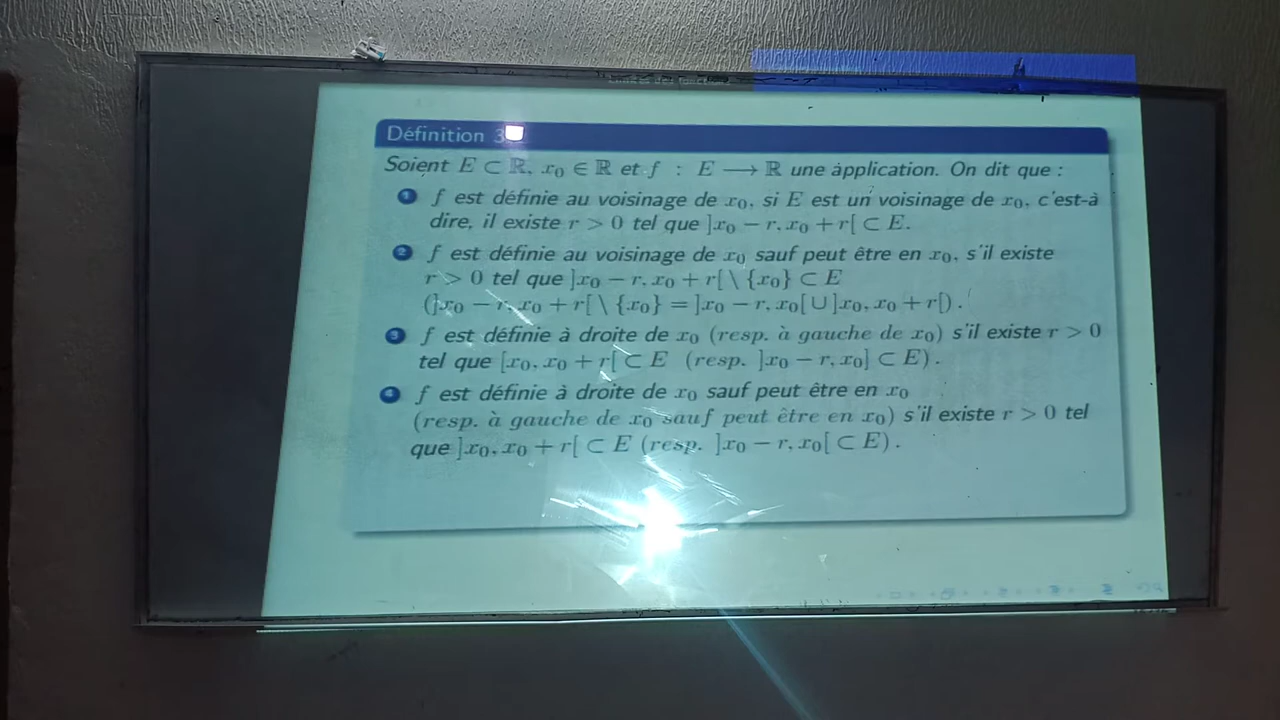 Définition 3
Soient E ⊂ ℝ, x₀ ∈ ℝ et f : E ⟶ ℝ une application. On dit que :
1 f est définie au voisinage de x₀, si E est un voisinage de x₀, c'est-à
dire, il existe r > 0 tel que ]x₀ − r, x₀ + r[ ⊂ E.
2 f est définie au voisinage de x₀ sauf peut être en x₀, s'il existe
r > 0 tel que ]x₀ − r, x₀ + r[ \ {x₀} ⊂ E
(]x₀ − r, x₀ + r[ \ {x₀} = ]x₀ − r, x₀[ ∪ ]x₀, x₀ + r[).
3 f est définie à droite de x₀ (resp. à gauche de x₀) s'il existe r > 0
tel que [x₀, x₀ + r[ ⊂ E (resp. ]x₀ − r, x₀] ⊂ E).
4 f est définie à droite de x₀ sauf peut être en x₀
(resp. à gauche de x₀ sauf peut être en x₀) s'il existe r > 0 tel
que ]x₀, x₀ + r[ ⊂ E (resp. ]x₀ − r, x₀[ ⊂ E).